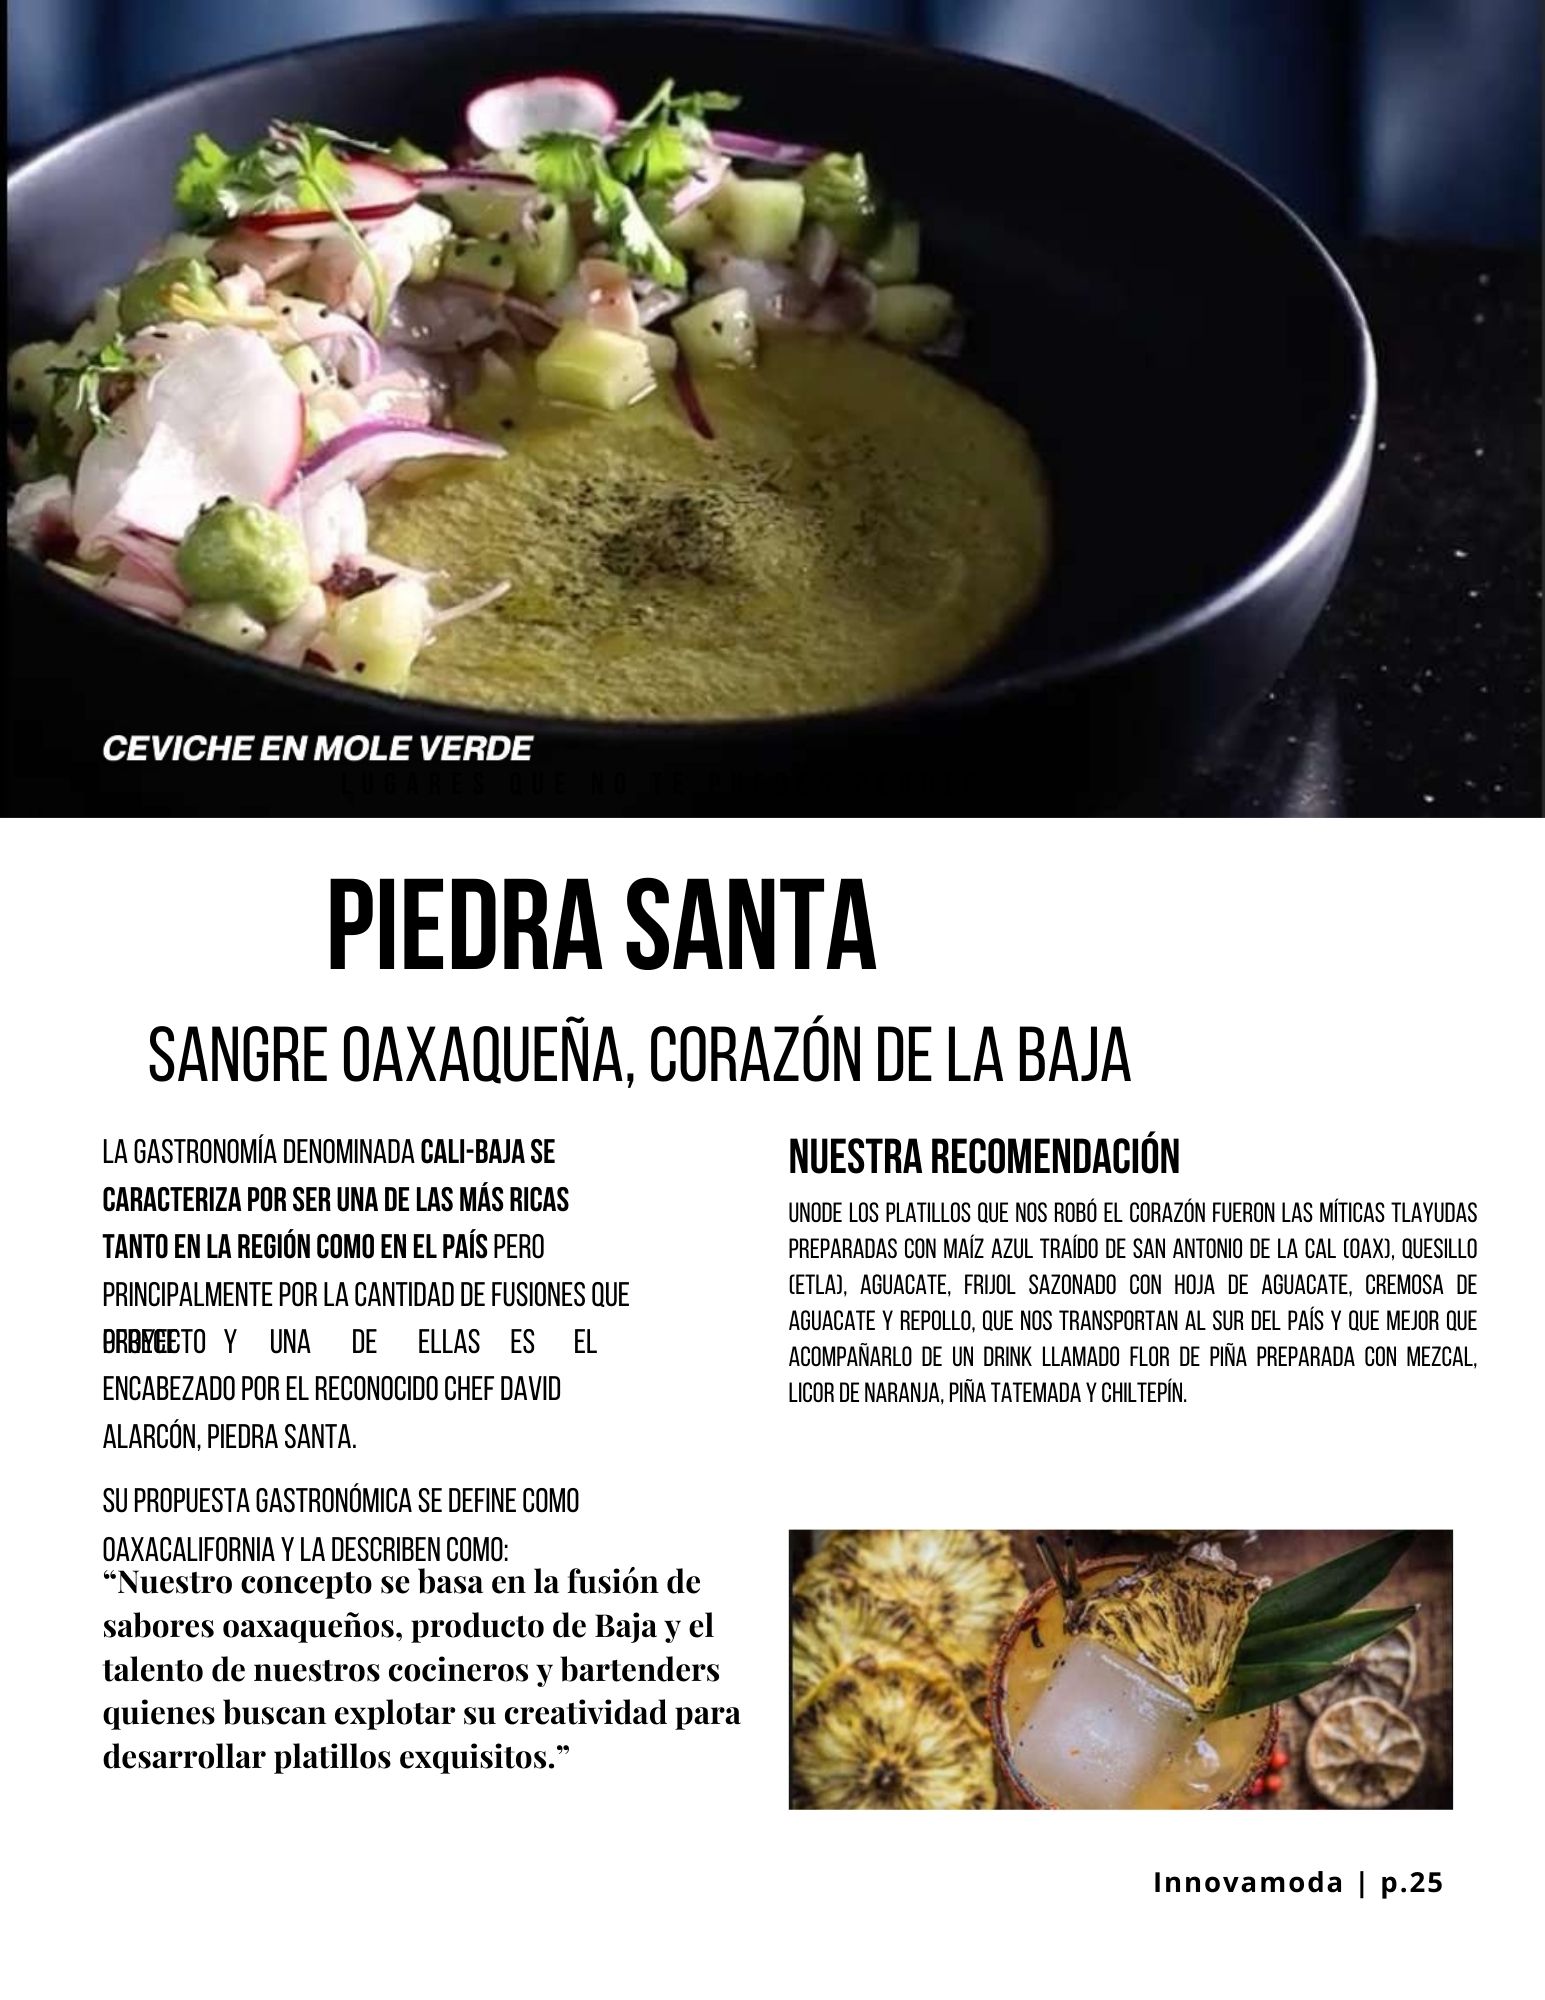 CEVICHE EN MOLE VERDE
LUGARES QUE NO TE
PIEDRA SANTA
SANGRE OAXAQUEÑA, CORAZÓN DE LA BAJA
LA GASTRONOMÍA DENOMINADA CALI-BAJA SE
CARACTERIZA POR SER UNA DE LAS MÁS RICAS
TANTO EN LA REGIÓN COMO EN EL PAÍS PERO
PRINCIPALMENTE POR LA CANTIDAD DE FUSIONES QUE
Y UNA DE ELLAS ES EL
ENCABEZADO POR EL RECONOCIDO CHEF DAVID
ALARCÓN, PIEDRA SANTA.
SU PROPUESTA GASTRONÓMICA SE DEFINE COMO
OAXACALIFORNIA Y LA DESCRIBEN COMO:
“Nuestro concepto se basa en la fusión de
sabores oaxaqueños, producto de Baja y el
talento de nuestros cocineros y bartenders
quienes buscan explotar su creatividad para
desarrollar platillos exquisitos.”
NUESTRA RECOMENDACIÓN
UNODE LOS PLATILLOS QUE NOS ROBÓ EL CORAZÓN FUERON LAS MÍTICAS TLAYUDAS
PREPARADAS CON MAÍZ AZUL TRAÍDO DE SAN ANTONIO DE LA CAL (OAX), QUESILLO
(ETLA), AGUACATE, FRIJOL SAZONADO CON HOJA DE AGUACATE, CREMOSA DE
AGUACATE Y REPOLLO, QUE NOS TRANSPORTAN AL SUR DEL PAÍS Y QUE MEJOR QUE
ACOMPAÑARLO DE UN DRINK LLAMADO FLOR DE PIÑA PREPARADA CON MEZCAL,
LICOR DE NARANJA, PIÑA TATEMADA Y CHILTEPÍN.
Innovamoda | p.25